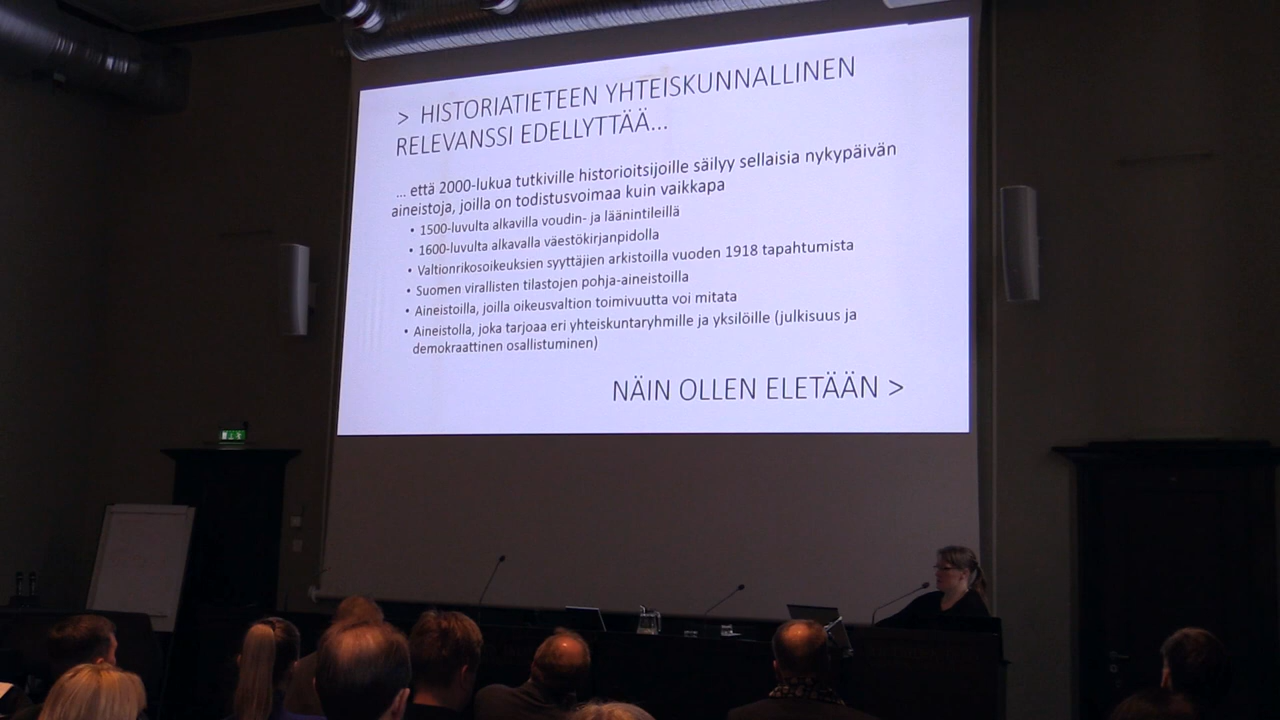 > HISTORIATIETEEN YHTEISKUNNALLINEN
RELEVANSSI EDELLYTTÄÄ...
... että 2000-lukua tutkiville historioitsijoille säilyy sellaisia nykypäivän
aineistoja, joilla on todistusvoimaa kuin vaikkapa
• 1500-luvulta alkavilla voudin- ja läänintileillä
• 1600-luvulta alkavalla väestökirjanpidolla
• Valtionrikosoikeuksien syyttäjien arkistoilla vuoden 1918 tapahtumista
• Suomen virallisten tilastojen pohja-aineistoilla
• Aineistoilla, joilla oikeusvaltion toimivuutta voi mitata
• Aineistolla, joka tarjoaa eri yhteiskuntaryhmille ja yksilöille (julkisuus ja
demokraattinen osallistuminen)
NÄIN OLLEN ELETÄÄN >